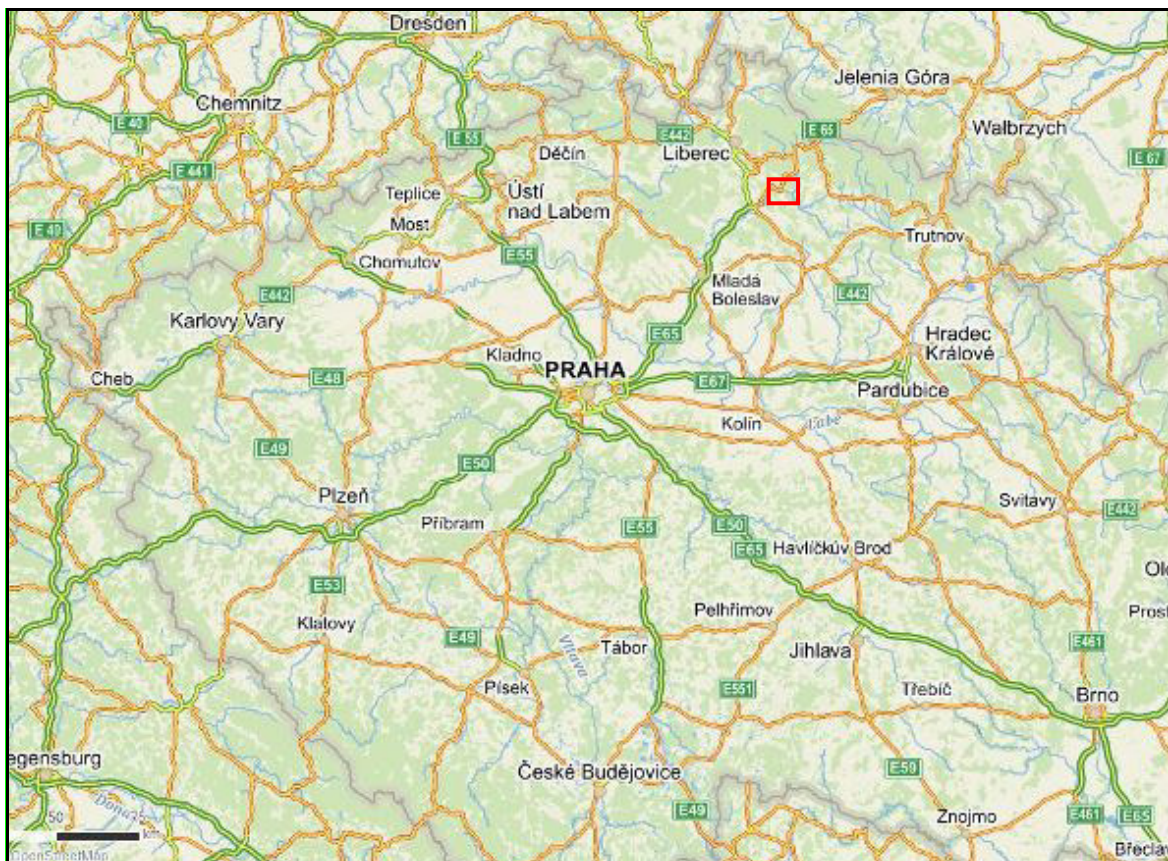 Dresden
Jelenia Góra
Chemnitz
E 40
E 55
E442
E 65
Wałbrzych
Děčín
Liberec
E 67
E 441
Teplice
Ústí
nad Labem
Most
E 49
Trutnov
E55
Chomutov
Mladá
Boleslav
E442
E442
Karlovy Vary
E65
Hradec
Králové
Kladno
PRAHA
Cheb
E48
E67
Pardubice
Kolín
Labe
E49
E50
Plzeň
Svitavy
Příbram
E55
E50
E442
E65
Havlíčkův Brod
E53
Pelhřimov
Prost
Klatovy
E49
Vltava
Tábor
Jihlava
E461
Písek
E551
Třebíč
Brno
egensburg
České Budějovice
E59
50
25
km
E49
Znojmo
E461
E65
Břeclav
OpenStreetMap